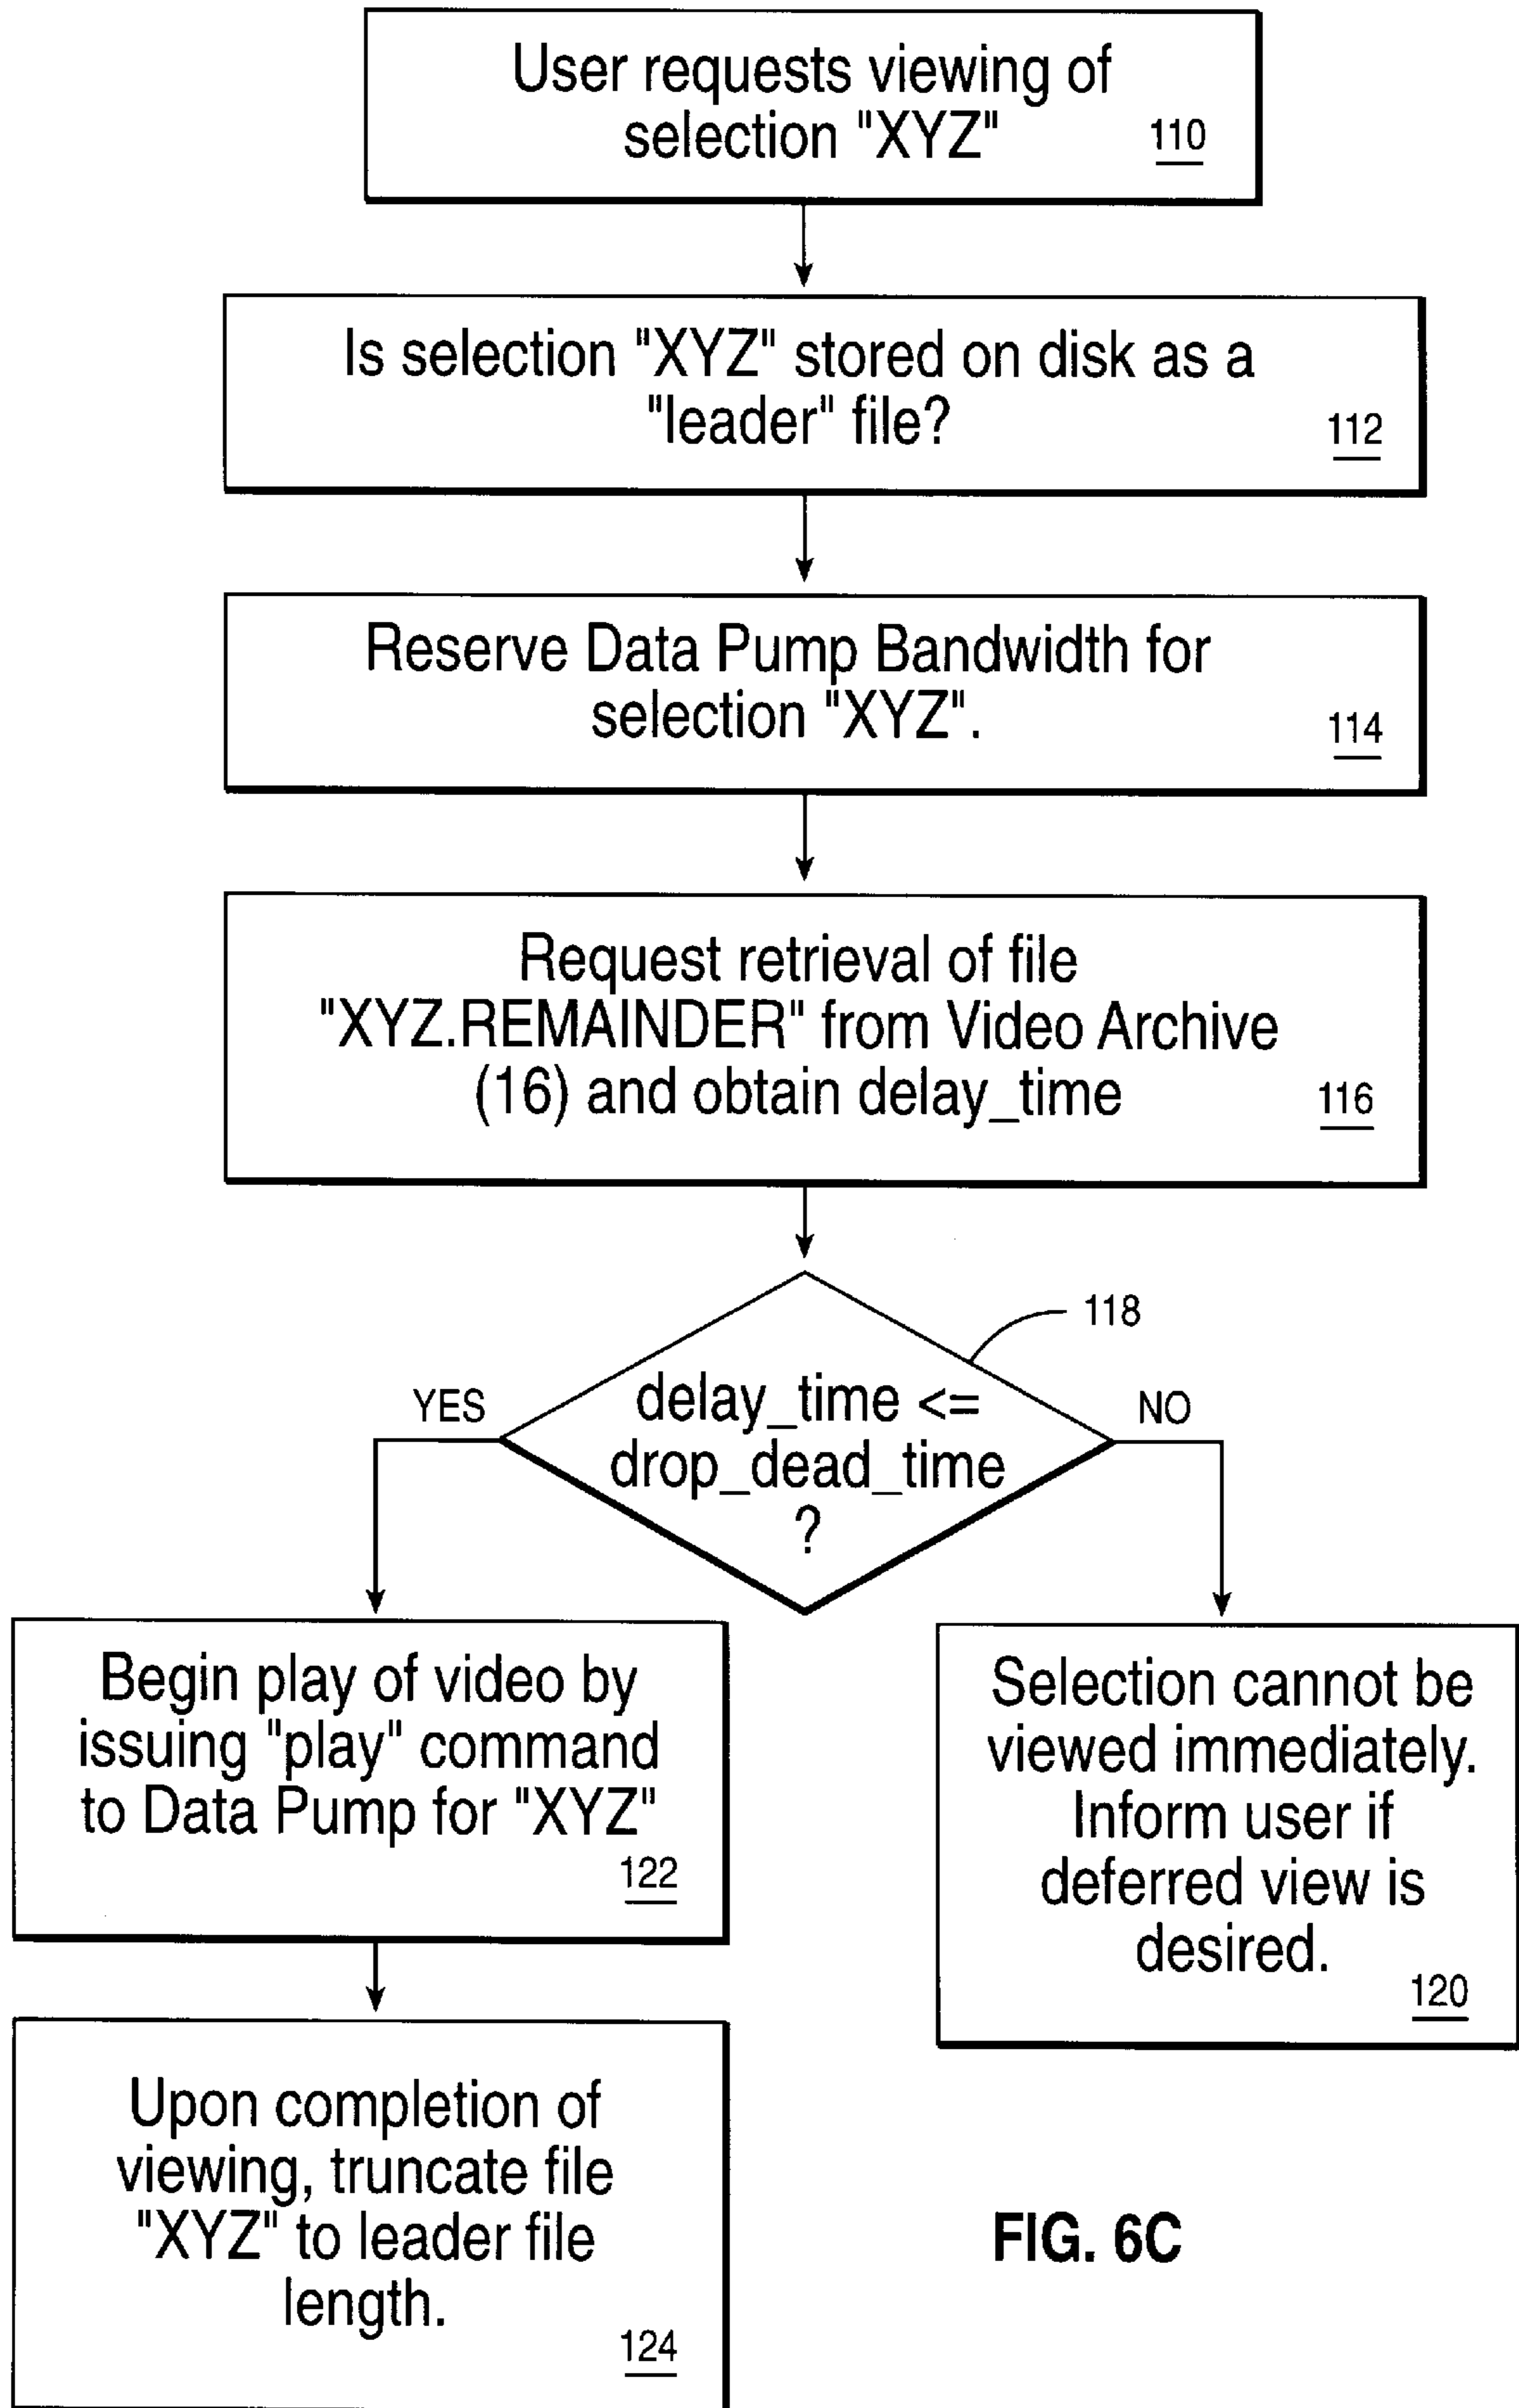 User requests viewing of
selection "XYZ"
110
Is selection "XYZ" stored on disk as a
"leader" file?
112
Reserve Data Pump Bandwidth for
selection "XYZ".
114
Request retrieval of file
"XYZ.REMAINDER" from Video Archive
(16) and obtain delay_time
116
118
YES
delay_time <=
drop_dead_time
?
NO
Begin play of video by
issuing "play" command
to Data Pump for "XYZ"
122
Selection cannot be
viewed immediately.
Inform user if
deferred view is
desired.
120
Upon completion of
viewing, truncate file
"XYZ" to leader file
length.
124
FIG. 6C